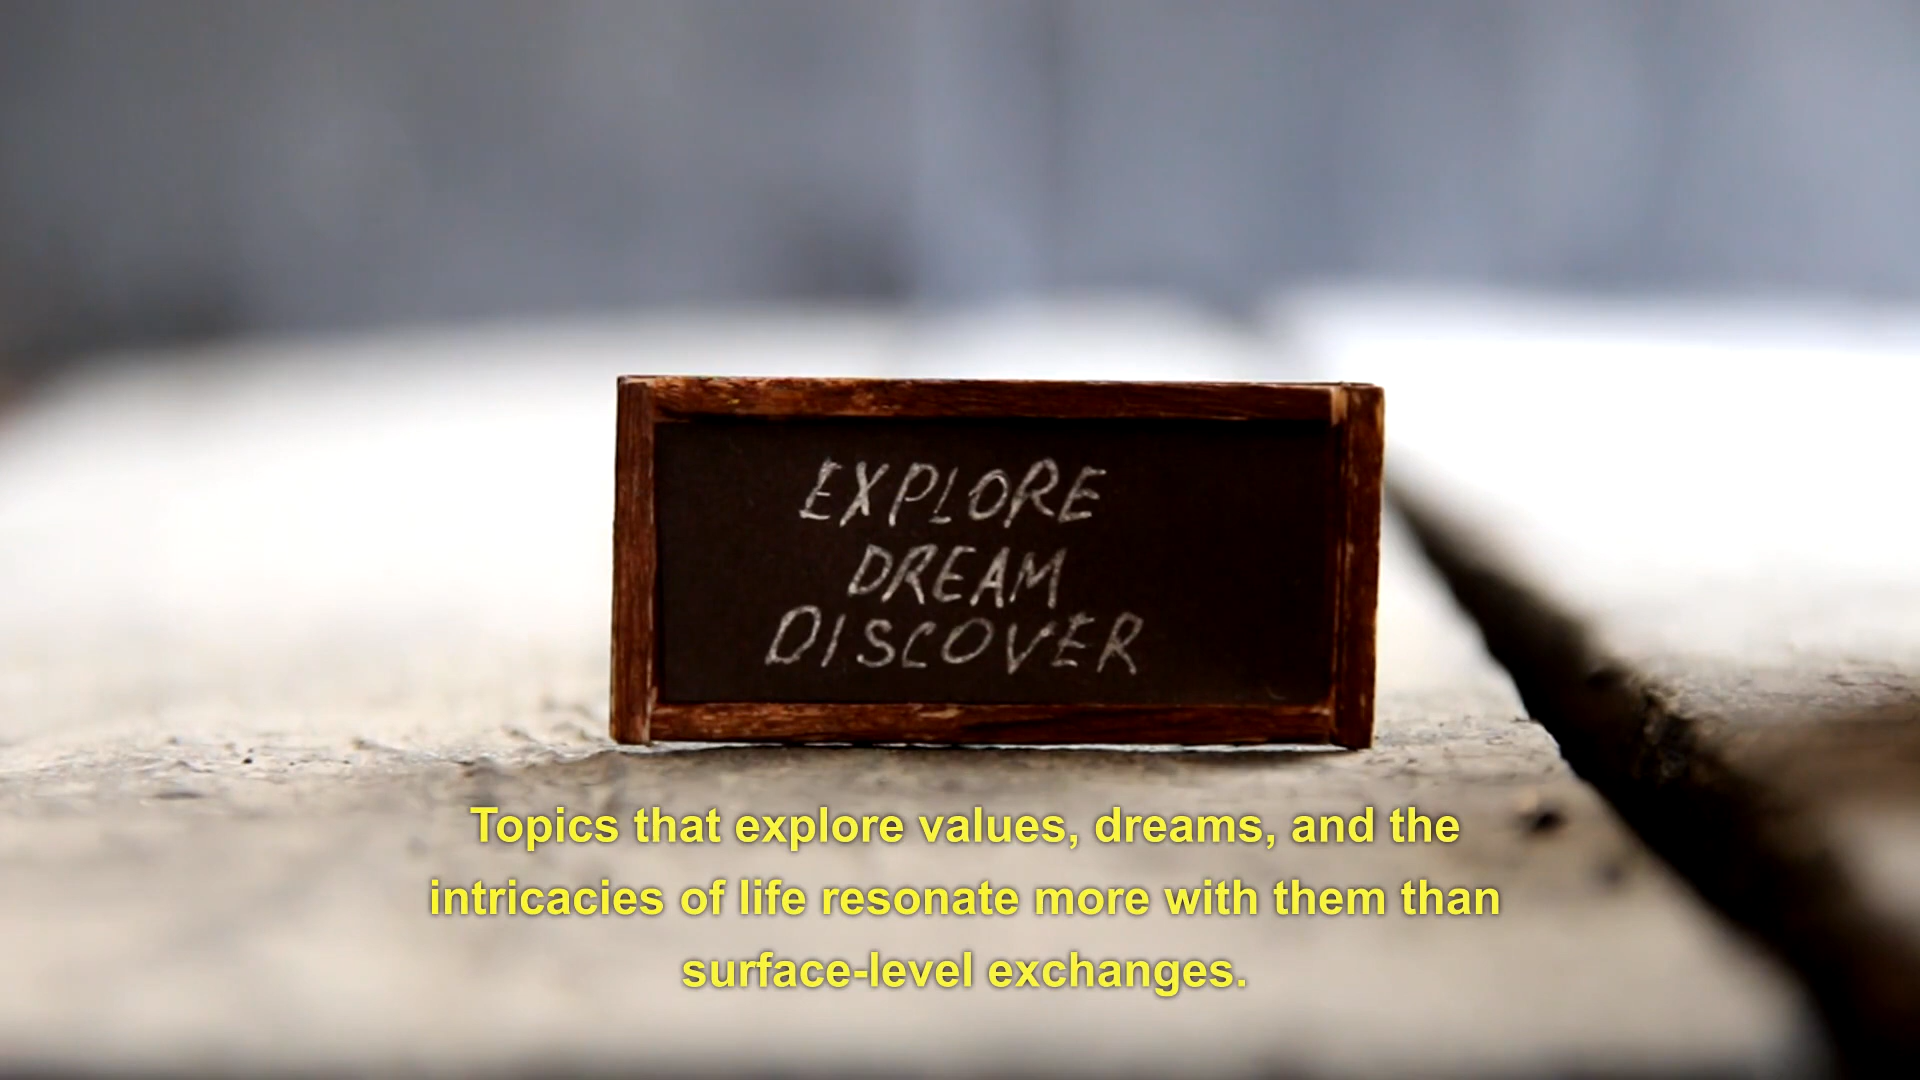 EXPLORE
DREAM
DISCOVER
Topics that explore values, dreams, and the
intricacies of life resonate more with them than
surface-level exchanges.